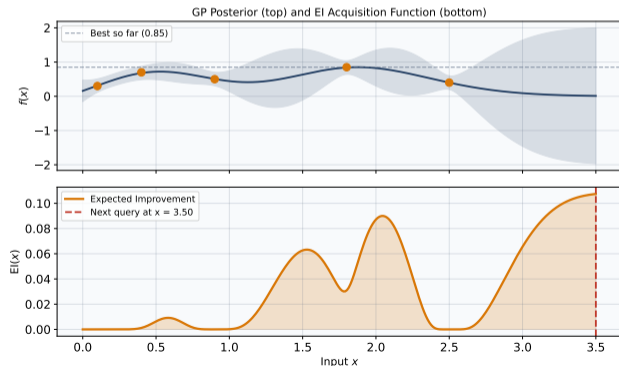 GP Posterior (top) and EI Acquisition Function (bottom)
Best so far (0.85)
2
1
0
−1
−2
f(x)
Expected Improvement
Next query at x = 3.50
0.10
0.08
0.06
0.04
0.02
0.00
EI(x)
0.0 0.5 1.0 1.5 2.0 2.5 3.0 3.5
Input x